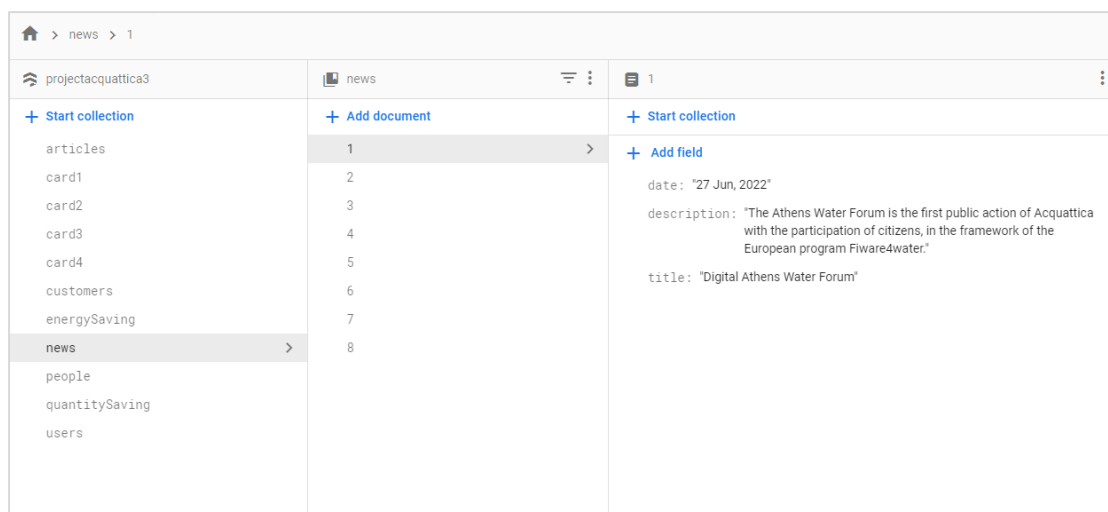 news > 1
projectacquattica3
+ Start collection
articles
card1
card2
card3
card4
customers
energySaving
news
people
quantitySaving
users
news
+ Add document
1
2
3
4
5
6
7
8
1
+ Start collection
+ Add field
date: "27 Jun, 2022"
description: "The Athens Water Forum is the first public action of Acquattica
with the participation of citizens, in the framework of the
European program Fiware4water."
title: "Digital Athens Water Forum"